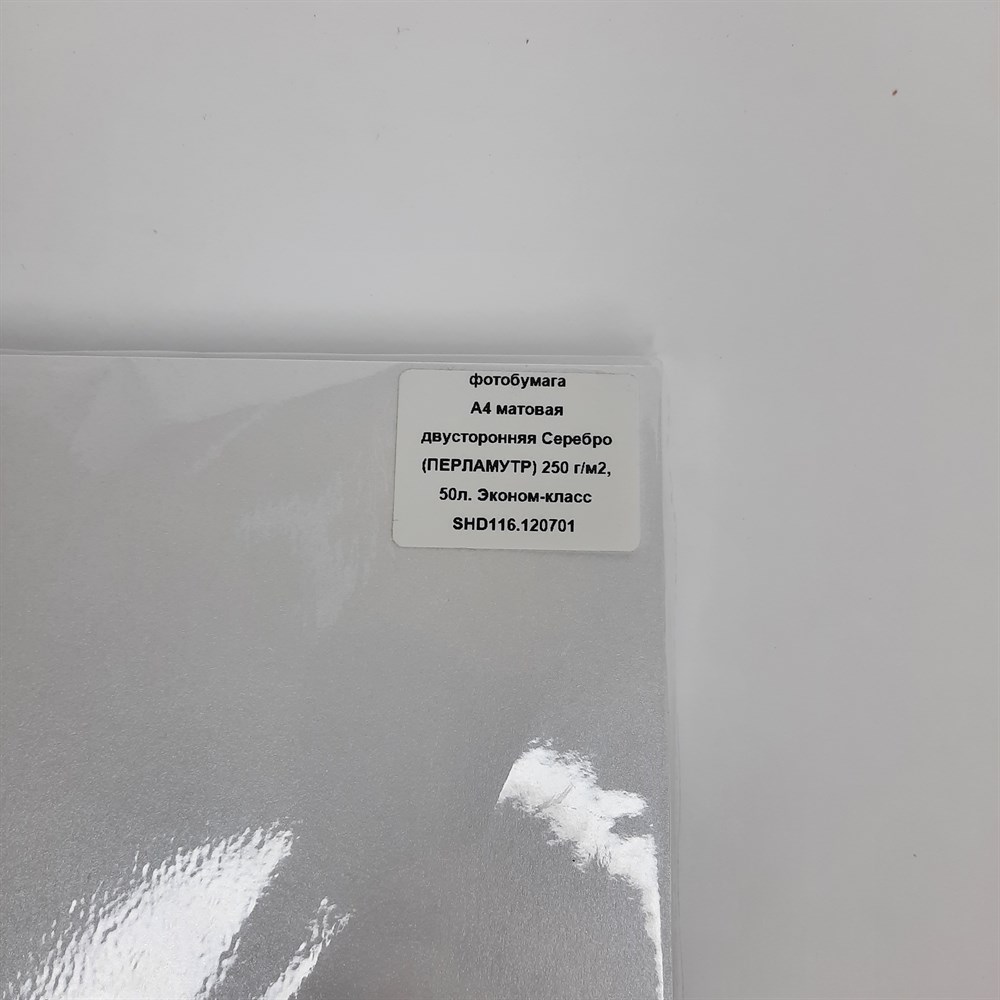 фотобумага
А4 матовая
двусторонняя Серебро
(ПЕРЛАМУТР) 250 г/м2,
50л. Эконом-класс
SHD116.120701